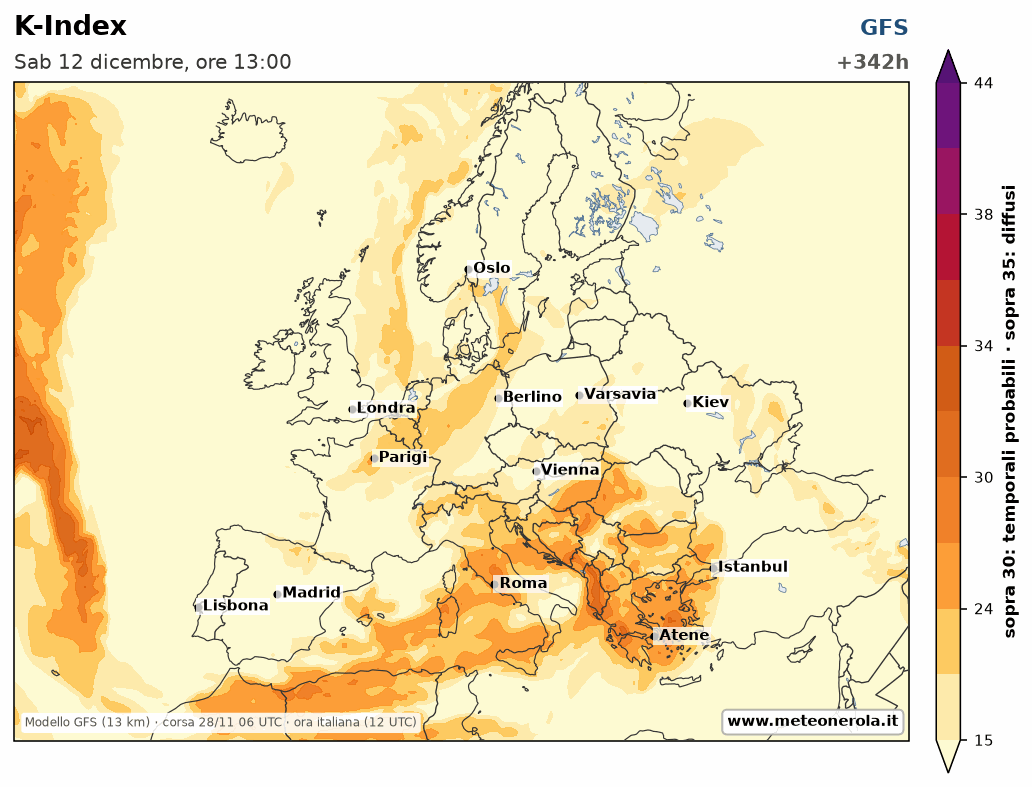 K-Index
GFS
Sab 12 dicembre, ore 13:00
+342h
44
38
34
30
24
15
sopra 30: temporali probabili · sopra 35: diffusi
Oslo
Londra
Berlino
Varsavia
Kiev
Parigi
Vienna
Istanbul
Roma
Madrid
Lisbona
Atene
Modello GFS (13 km) · corsa 28/11 06 UTC · ora italiana (12 UTC)
www.meteonerola.it